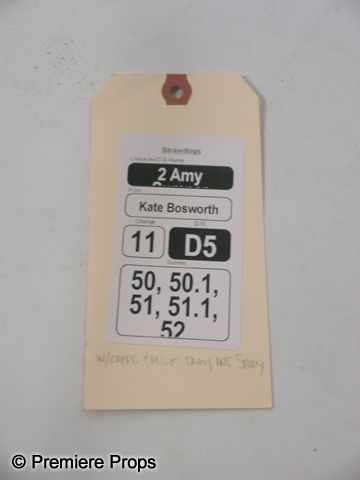 Strawdogs
Character ID & Name
2 Amy
Sumner
Actor
Kate Bosworth
Change
D/N
11
D5
Scenes
50, 50.1,
51, 51.1,
52
W/COFFEE + MILK TRAY INT. STUDY
© Premiere Props